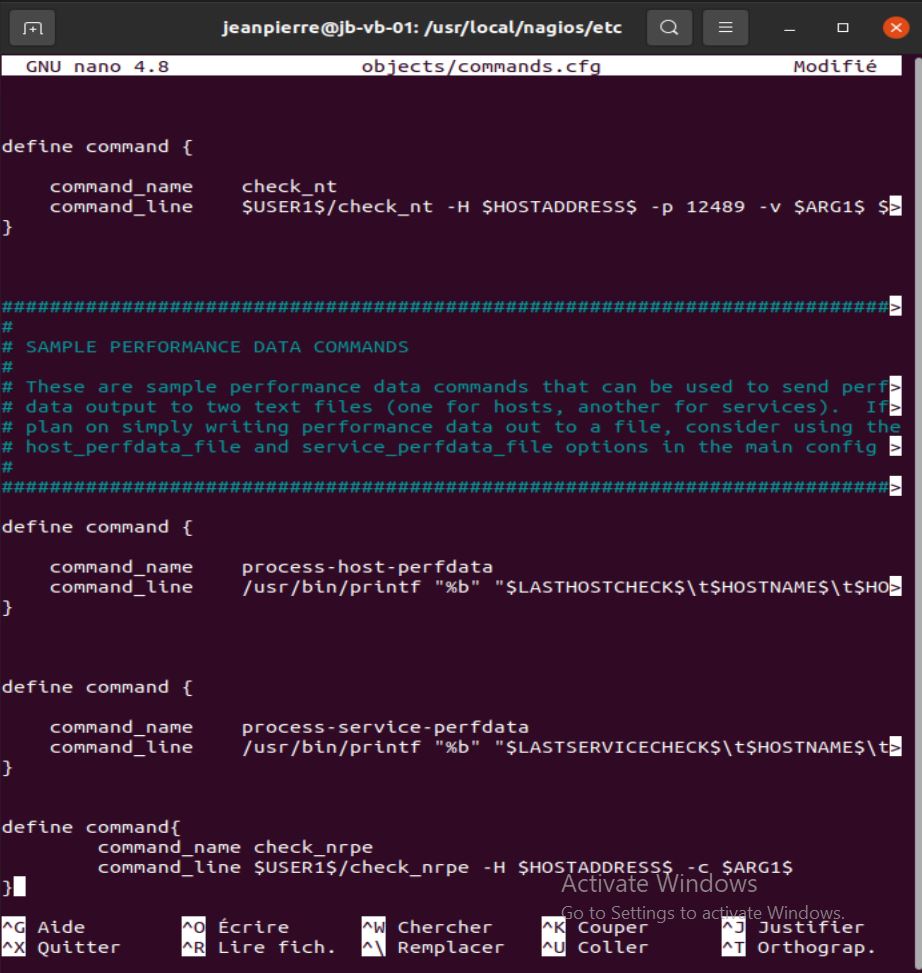 jeanpierre@jb-vb-01: /usr/local/nagios/etc
GNU nano 4.8 objects/commands.cfg Modifié
define command {
command_name check_nt
command_line $USER1$/check_nt -H $HOSTADDRESS$ -p 12489 -v $ARG1$ $>
}
##########################################################################>
#
# SAMPLE PERFORMANCE DATA COMMANDS
#
# These are sample performance data commands that can be used to send perf>
# data output to two text files (one for hosts, another for services).  If>
# plan on simply writing performance data out to a file, consider using the
# host_perfdata_file and service_perfdata_file options in the main config >
#
##########################################################################>
define command {
command_name process-host-perfdata
command_line /usr/bin/printf "%b" "$LASTHOSTCHECK$\t$HOSTNAME$\t$HO>
}
define command {
command_name process-service-perfdata
command_line /usr/bin/printf "%b" "$LASTSERVICECHECK$\t$HOSTNAME$\t>
}
define command{
command_name check_nrpe
command_line $USER1$/check_nrpe -H $HOSTADDRESS$ -c $ARG1$
}
Activate Windows
Go to Settings to activate Windows.
^G Aide ^O Écrire ^W Chercher ^K Couper ^J Justifier
^X Quitter ^R Lire fich. ^\ Remplacer ^U Coller ^T Orthograp.